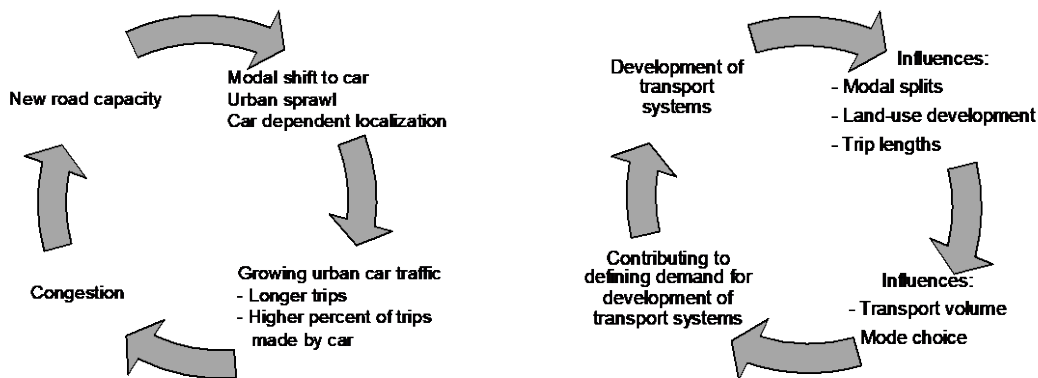 New road capacity
Modal shift to car
Urban sprawl
Car dependent localization
Growing urban car traffic
- Longer trips
- Higher percent of trips
made by car
Congestion
Development of
transport
systems
Influences:
- Modal splits
- Land-use development
- Trip lengths
Influences:
- Transport volume
- Mode choice
Contributing to
defining demand for
development of
transport systems